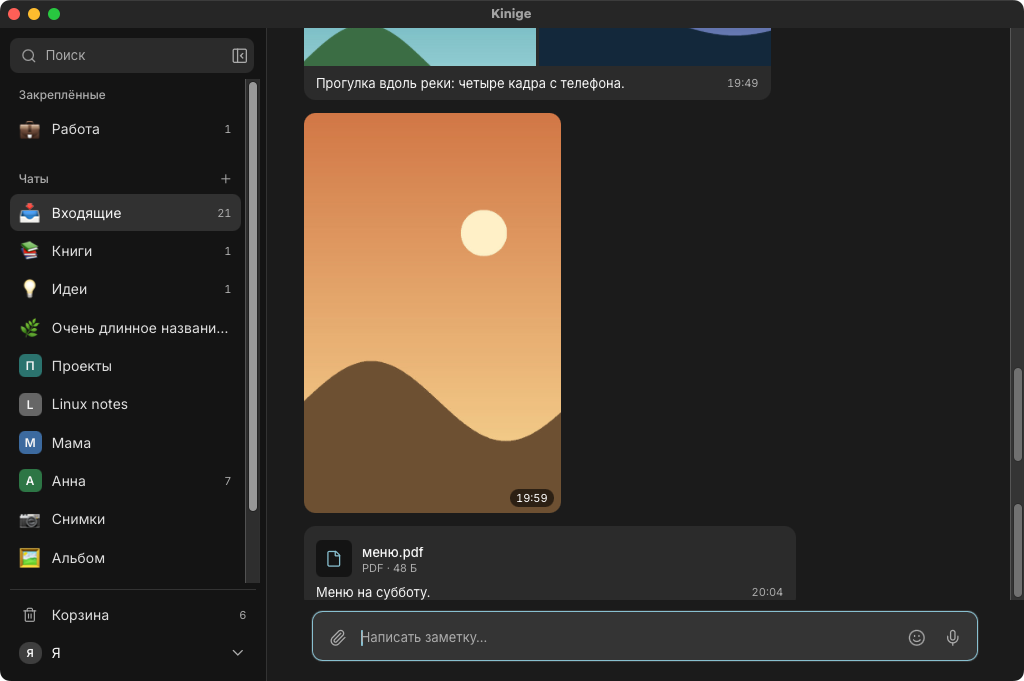 Kinige
Поиск
Закреплённые
Работа 1
Чаты
Входящие 21
Книги 1
Идеи 1
Очень длинное названи...
П Проекты
L Linux notes
М Мама
А Анна 7
Снимки
Альбом
Корзина 6
Я Я
Прогулка вдоль реки: четыре кадра с телефона. 19:49
19:59
меню.pdf
PDF · 48 Б
Меню на субботу. 20:04
Написать заметку...